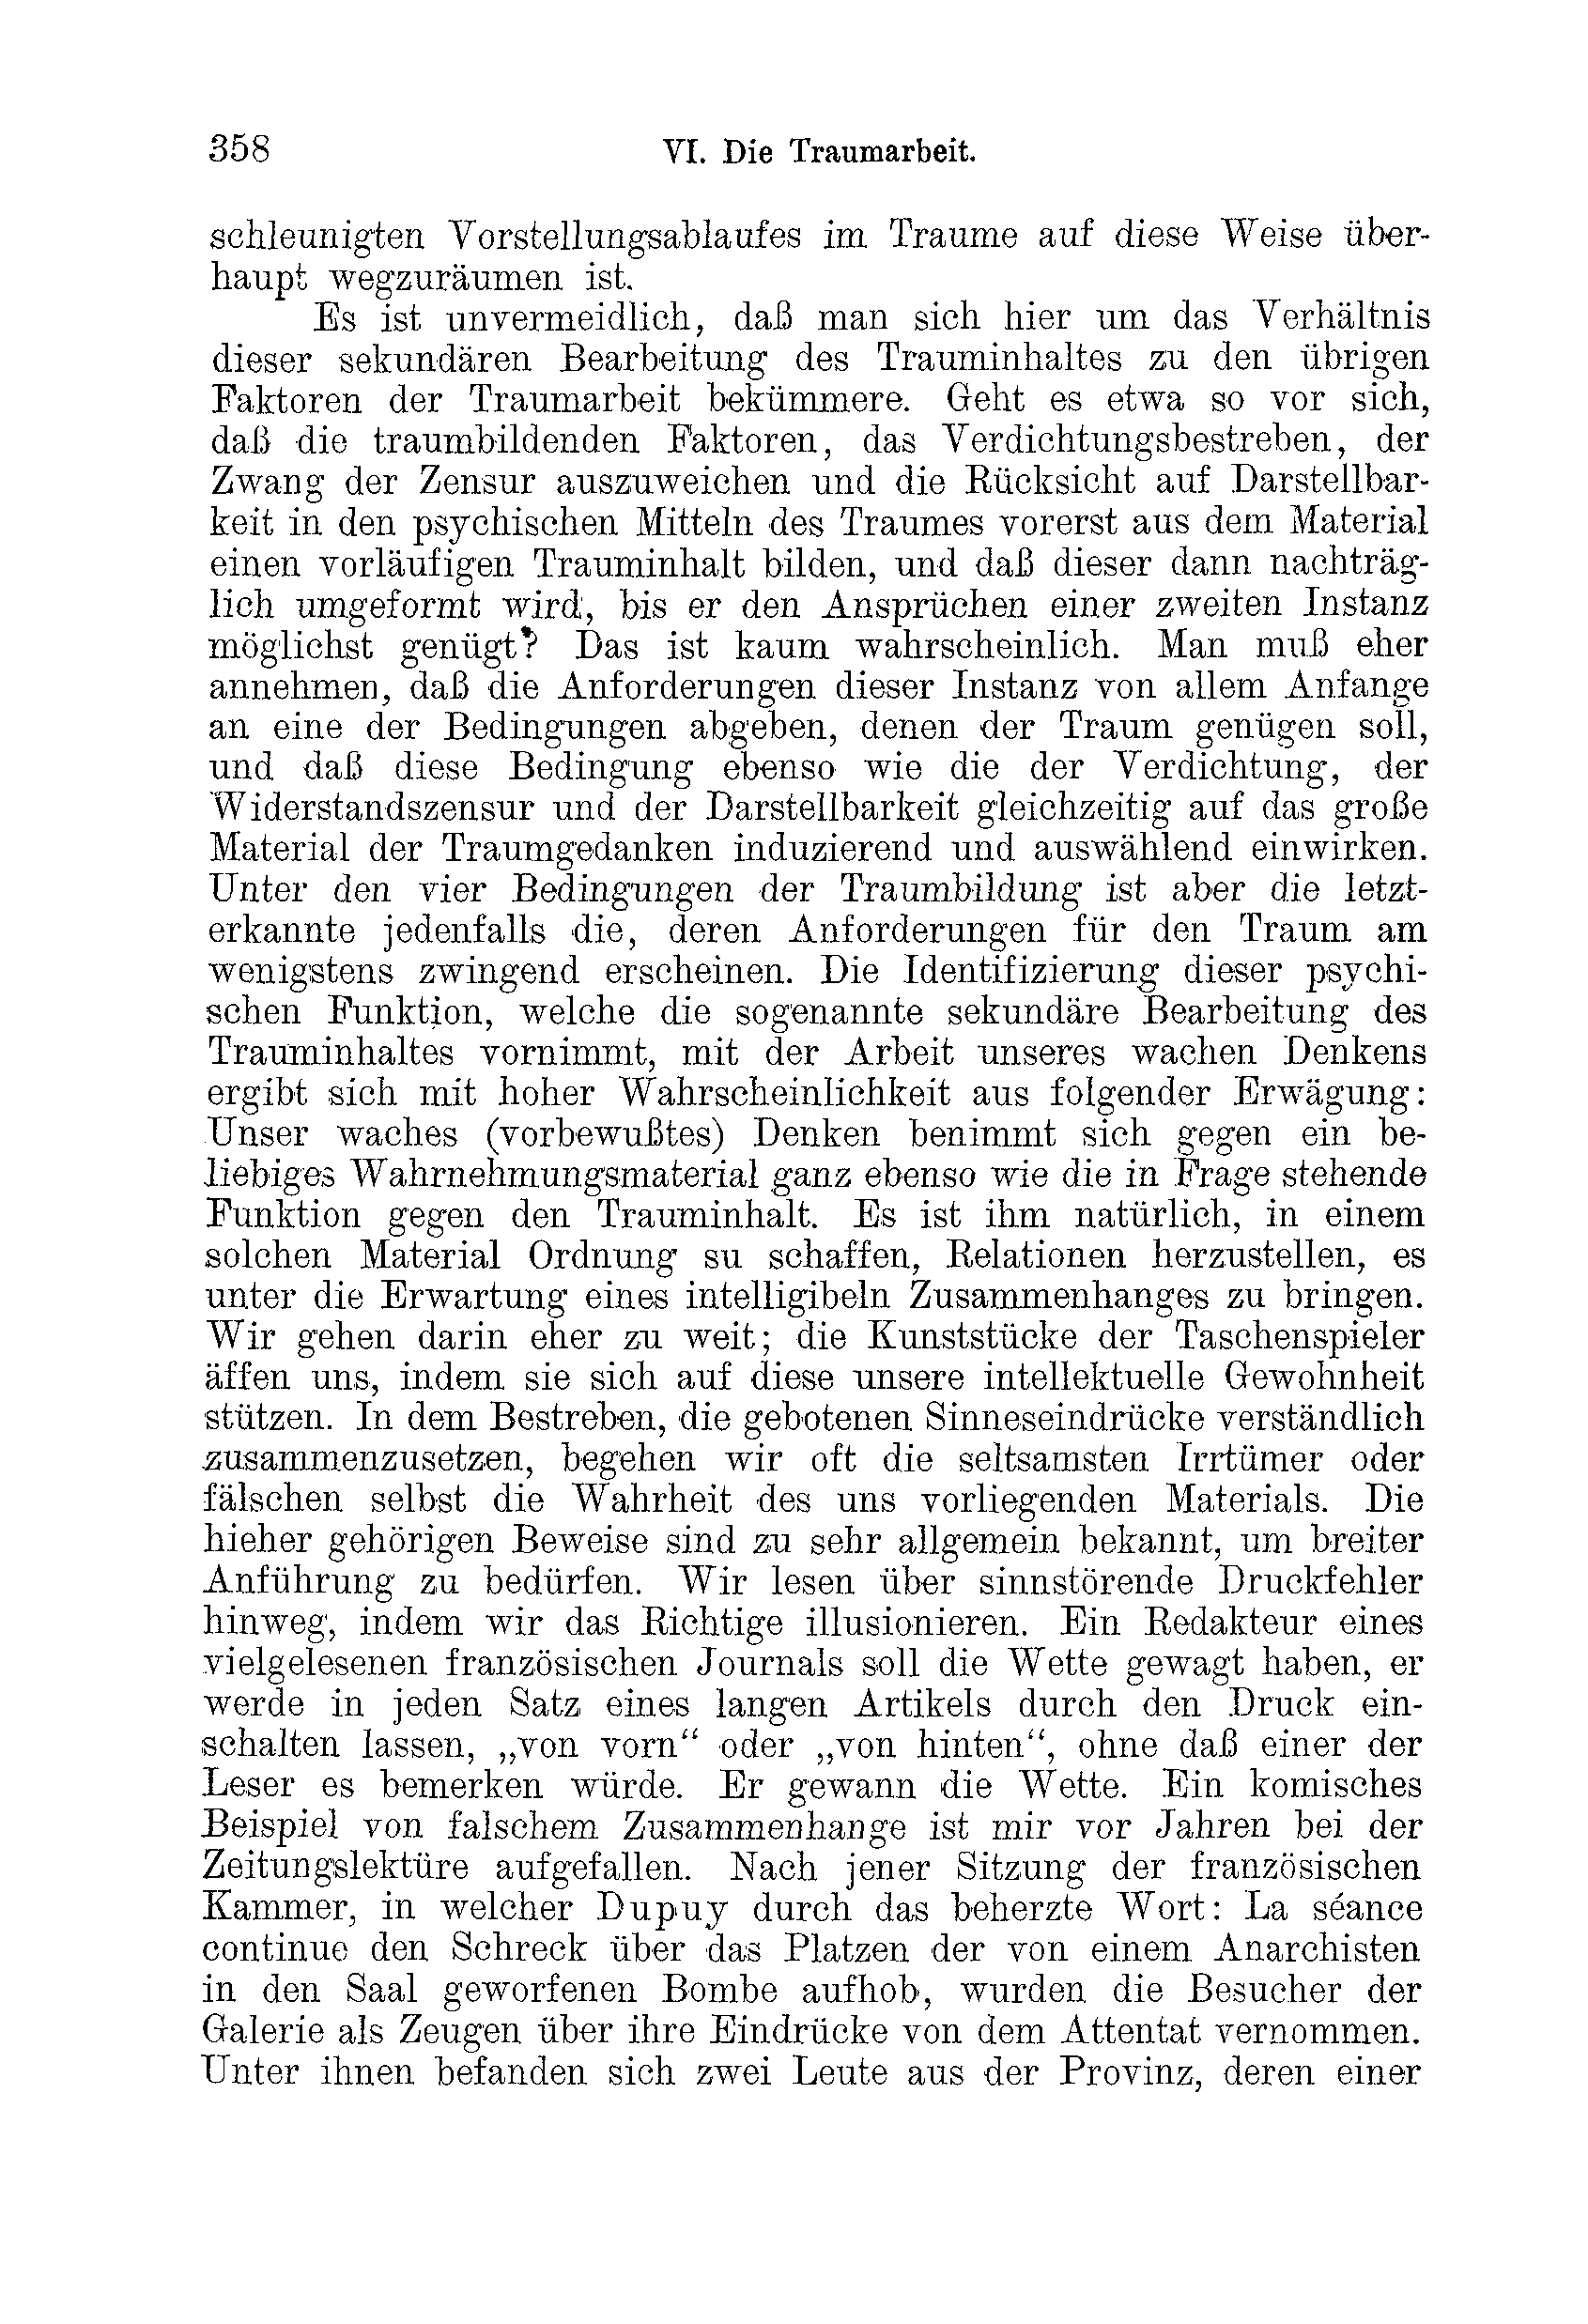 358 VI. Die Traumarbeit.
schleunigten Vorstellungsablaufes im Traume auf diese Weise über-
haupt wegzuräumen ist.
Es ist unvermeidlich, daß man sich hier um das Verhältnis
dieser sekundären Bearbeitung des Trauminhaltes zu den übrigen
Faktoren der Traumarbeit bekümmere. Geht es etwa so vor sich,
daß die traumbildenden Faktoren, das Verdichtungsbestreben, der
Zwang der Zensur auszuweichen und die Rücksicht auf Darstellbar-
keit in den psychischen Mitteln des Traumes vorerst aus dem Material
einen vorläufigen Trauminhalt bilden, und daß dieser dann nachträg-
lich umgeformt wird, bis er den Ansprüchen einer zweiten Instanz
möglichst genügt? Das ist kaum wahrscheinlich. Man muß eher
annehmen, daß die Anforderungen dieser Instanz von allem Anfange
an eine der Bedingungen abgeben, denen der Traum genügen soll,
und daß diese Bedingung ebenso wie die der Verdichtung, der
Widerstandszensur und der Darstellbarkeit gleichzeitig auf das große
Material der Traumgedanken induzierend und auswählend einwirken.
Unter den vier Bedingungen der Traumbildung ist aber die letzt-
erkannte jedenfalls die, deren Anforderungen für den Traum am
wenigstens zwingend erscheinen. Die Identifizierung dieser psychi-
schen Funktion, welche die sogenannte sekundäre Bearbeitung des
Trauminhaltes vornimmt, mit der Arbeit unseres wachen Denkens
ergibt sich mit hoher Wahrscheinlichkeit aus folgender Erwägung:
Unser waches (vorbewußtes) Denken benimmt sich gegen ein be-
liebiges Wahrnehmungsmaterial ganz ebenso wie die in Frage stehende
Funktion gegen den Trauminhalt. Es ist ihm natürlich, in einem
solchen Material Ordnung su schaffen, Relationen herzustellen, es
unter die Erwartung eines intelligibeln Zusammenhanges zu bringen.
Wir gehen darin eher zu weit; die Kunststücke der Taschenspieler
äffen uns, indem sie sich auf diese unsere intellektuelle Gewohnheit
stützen. In dem Bestreben, die gebotenen Sinneseindrücke verständlich
zusammenzusetzen, begehen wir oft die seltsamsten Irrtümer oder
fälschen selbst die Wahrheit des uns vorliegenden Materials. Die
hieher gehörigen Beweise sind zu sehr allgemein bekannt, um breiter
Anführung zu bedürfen. Wir lesen über sinnstörende Druckfehler
hinweg, indem wir das Richtige illusionieren. Ein Redakteur eines
vielgelesenen französischen Journals soll die Wette gewagt haben, er
werde in jeden Satz eines langen Artikels durch den Druck ein-
schalten lassen, „von vorn“ oder „von hinten“, ohne daß einer der
Leser es bemerken würde. Er gewann die Wette. Ein komisches
Beispiel von falschem Zusammenhange ist mir vor Jahren bei der
Zeitungslektüre aufgefallen. Nach jener Sitzung der französischen
Kammer, in welcher Dupuy durch das beherzte Wort: La séance
continue den Schreck über das Platzen der von einem Anarchisten
in den Saal geworfenen Bombe aufhob, wurden die Besucher der
Galerie als Zeugen über ihre Eindrücke von dem Attentat vernommen.
Unter ihnen befanden sich zwei Leute aus der Provinz, deren einer